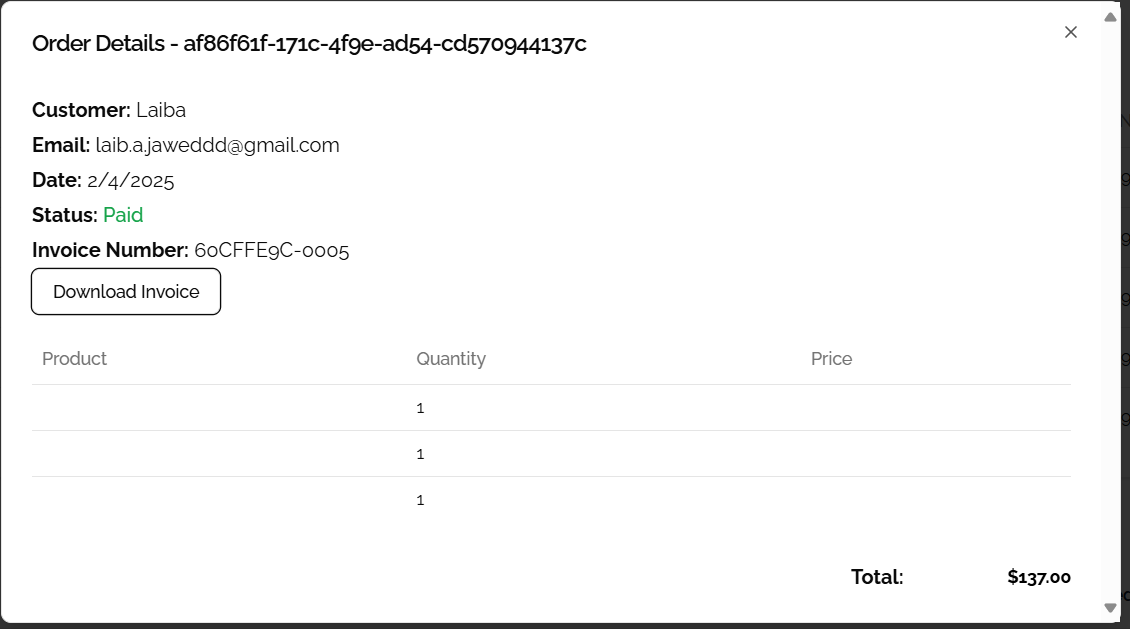 Order Details - af86f61f-171c-4f9e-ad54-cd570944137c
Customer: Laiba
Email: laib.a.jaweddd@gmail.com
Date: 2/4/2025
Status: Paid
Invoice Number: 60CFFE9C-0005
Download Invoice
Product Quantity Price
1
1
1
Total: $137.00